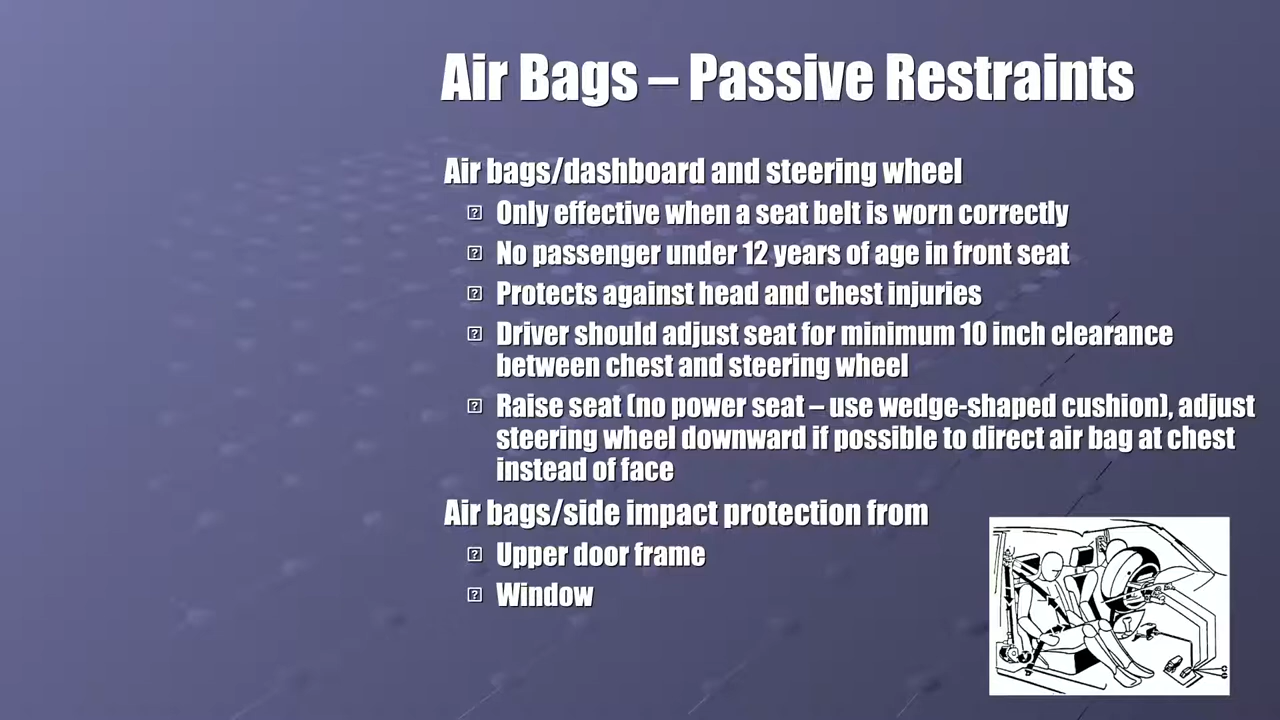 Air Bags – Passive Restraints
Air bags/dashboard and steering wheel
Only effective when a seat belt is worn correctly
No passenger under 12 years of age in front seat
Protects against head and chest injuries
Driver should adjust seat for minimum 10 inch clearance
between chest and steering wheel
Raise seat (no power seat – use wedge-shaped cushion), adjust
steering wheel downward if possible to direct air bag at chest
instead of face
Air bags/side impact protection from
Upper door frame
Window